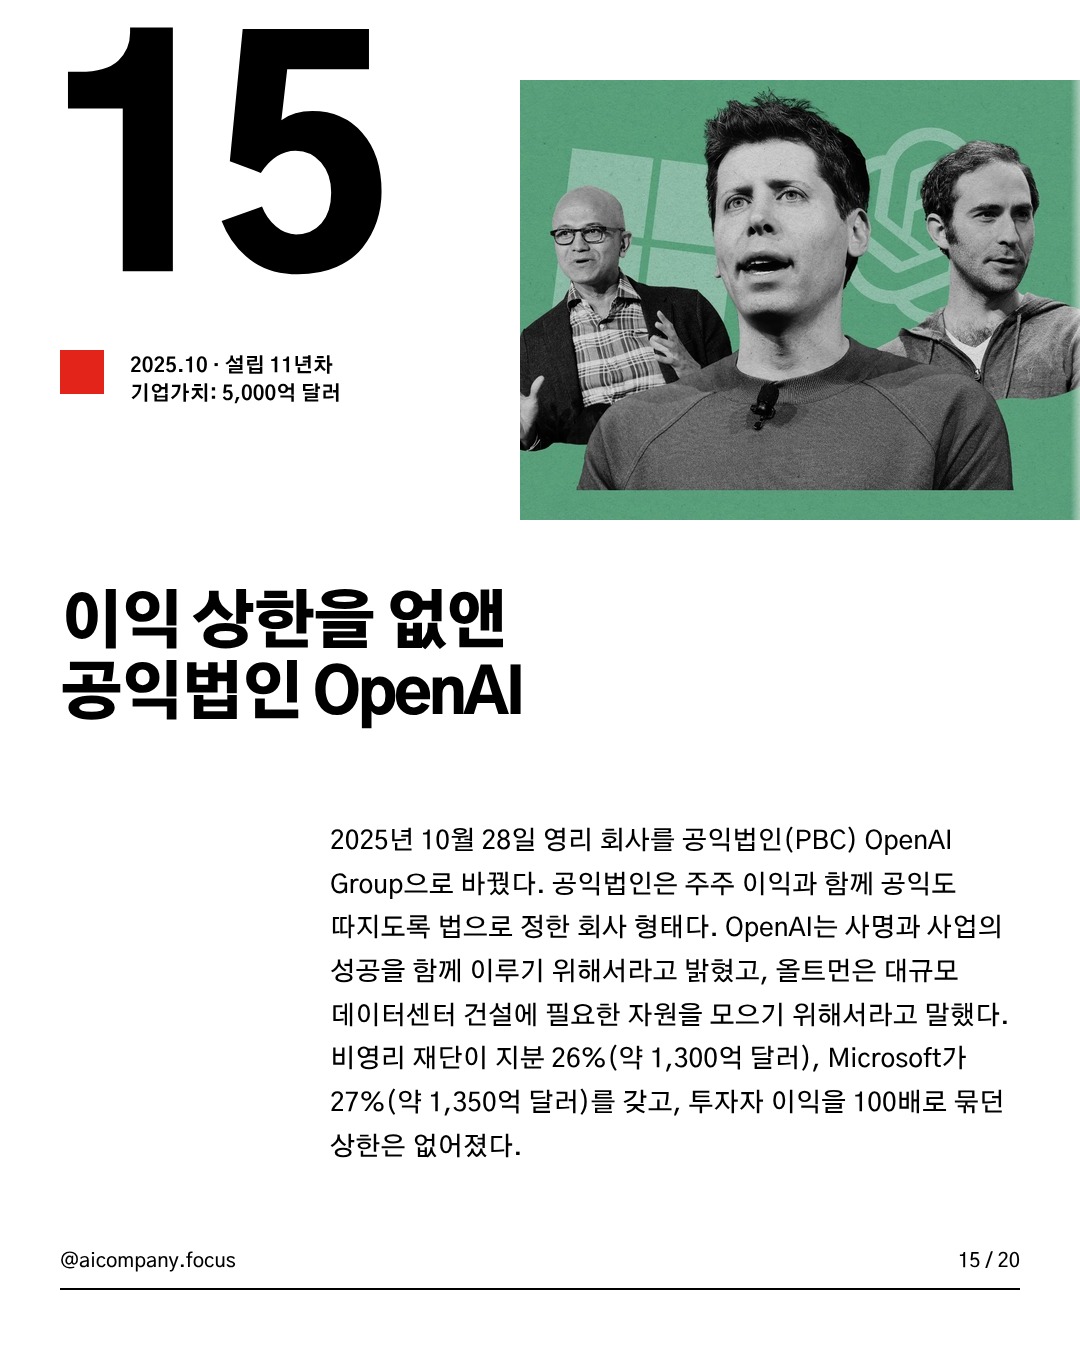 15
2025.10 · 설립 11년차
기업가치: 5,000억 달러
이익 상한을 없앤
공익법인 OpenAI
2025년 10월 28일 영리 회사를 공익법인(PBC) OpenAI
Group으로 바꿨다. 공익법인은 주주 이익과 함께 공익도
따지도록 법으로 정한 회사 형태다. OpenAI는 사명과 사업의
성공을 함께 이루기 위해서라고 밝혔고, 올트먼은 대규모
데이터센터 건설에 필요한 자원을 모으기 위해서라고 말했다.
비영리 재단이 지분 26%(약 1,300억 달러), Microsoft가
27%(약 1,350억 달러)를 갖고, 투자자 이익을 100배로 묶던
상한은 없어졌다.
@aicompany.focus
15 / 20